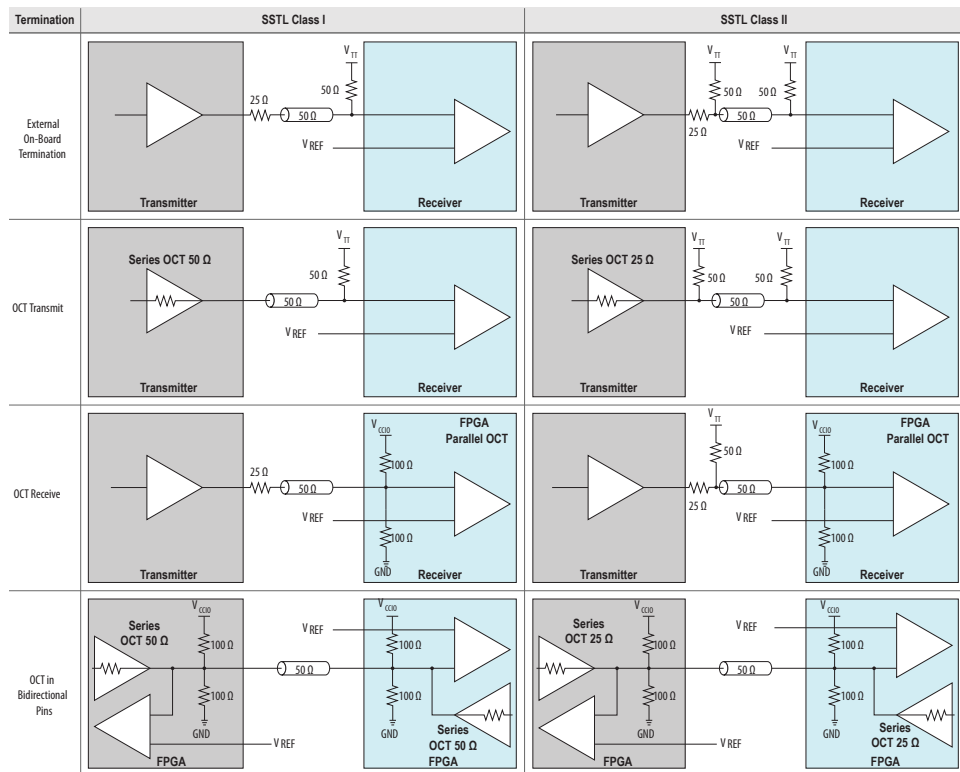 Termination SSTL Class I SSTL Class II
External
On-Board
Termination
V TT
50 Ω
25 Ω
50 Ω
V REF
Transmitter
Receiver
V TT
V TT
50 Ω
50 Ω
50 Ω
25 Ω
V REF
Transmitter
Receiver
OCT Transmit
Series OCT 50 Ω
V TT
50 Ω
50 Ω
V REF
Transmitter
Receiver
Series OCT 25 Ω
V TT
V TT
50 Ω
50 Ω
50 Ω
V REF
Transmitter
Receiver
OCT Receive
25 Ω
50 Ω
V REF
Transmitter
V CCIO
FPGA
Parallel OCT
100 Ω
100 Ω
GND
Receiver
V TT
50 Ω
25 Ω
50 Ω
V REF
Transmitter
V CCIO
FPGA
Parallel OCT
100 Ω
100 Ω
GND
Receiver
OCT in
Bidirectional
Pins
Series
OCT 50 Ω
V CCIO
100 Ω
100 Ω
GND
V REF
FPGA
50 Ω
V REF
V CCIO
100 Ω
100 Ω
GND
Series
OCT 50 Ω
FPGA
Series
OCT 25 Ω
V CCIO
100 Ω
100 Ω
GND
V REF
FPGA
50 Ω
V REF
V CCIO
100 Ω
100 Ω
GND
Series
OCT 25 Ω
FPGA